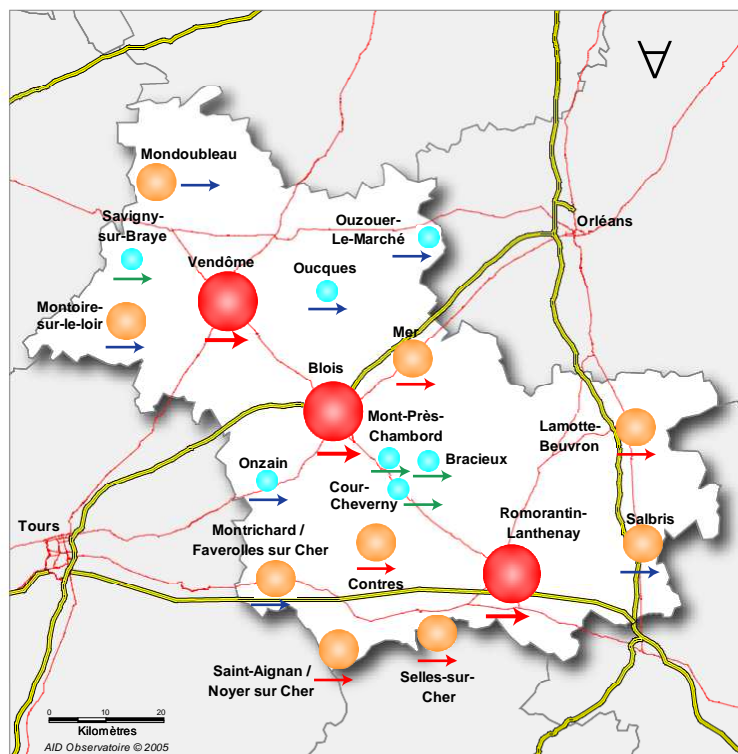 Mondoubleau
Savigny-
sur-Braye
Ouzouer-
Le-Marché
Orléans
Vendôme
Oucques
Montoire-
sur-le-loir
Mer
Blois
Mont-Près-
Chambord
Lamotte-
Beuvron
Onzain
Bracieux
Cour-
Cheverny
Tours
Romorantin-
Lanthenay
Montrichard /
Faverolles sur Cher
Salbris
Contres
Saint-Aignan /
Noyer sur Cher
Selles-sur-
Cher
0 10 20
Kilomètres
AID Observatoire © 2005